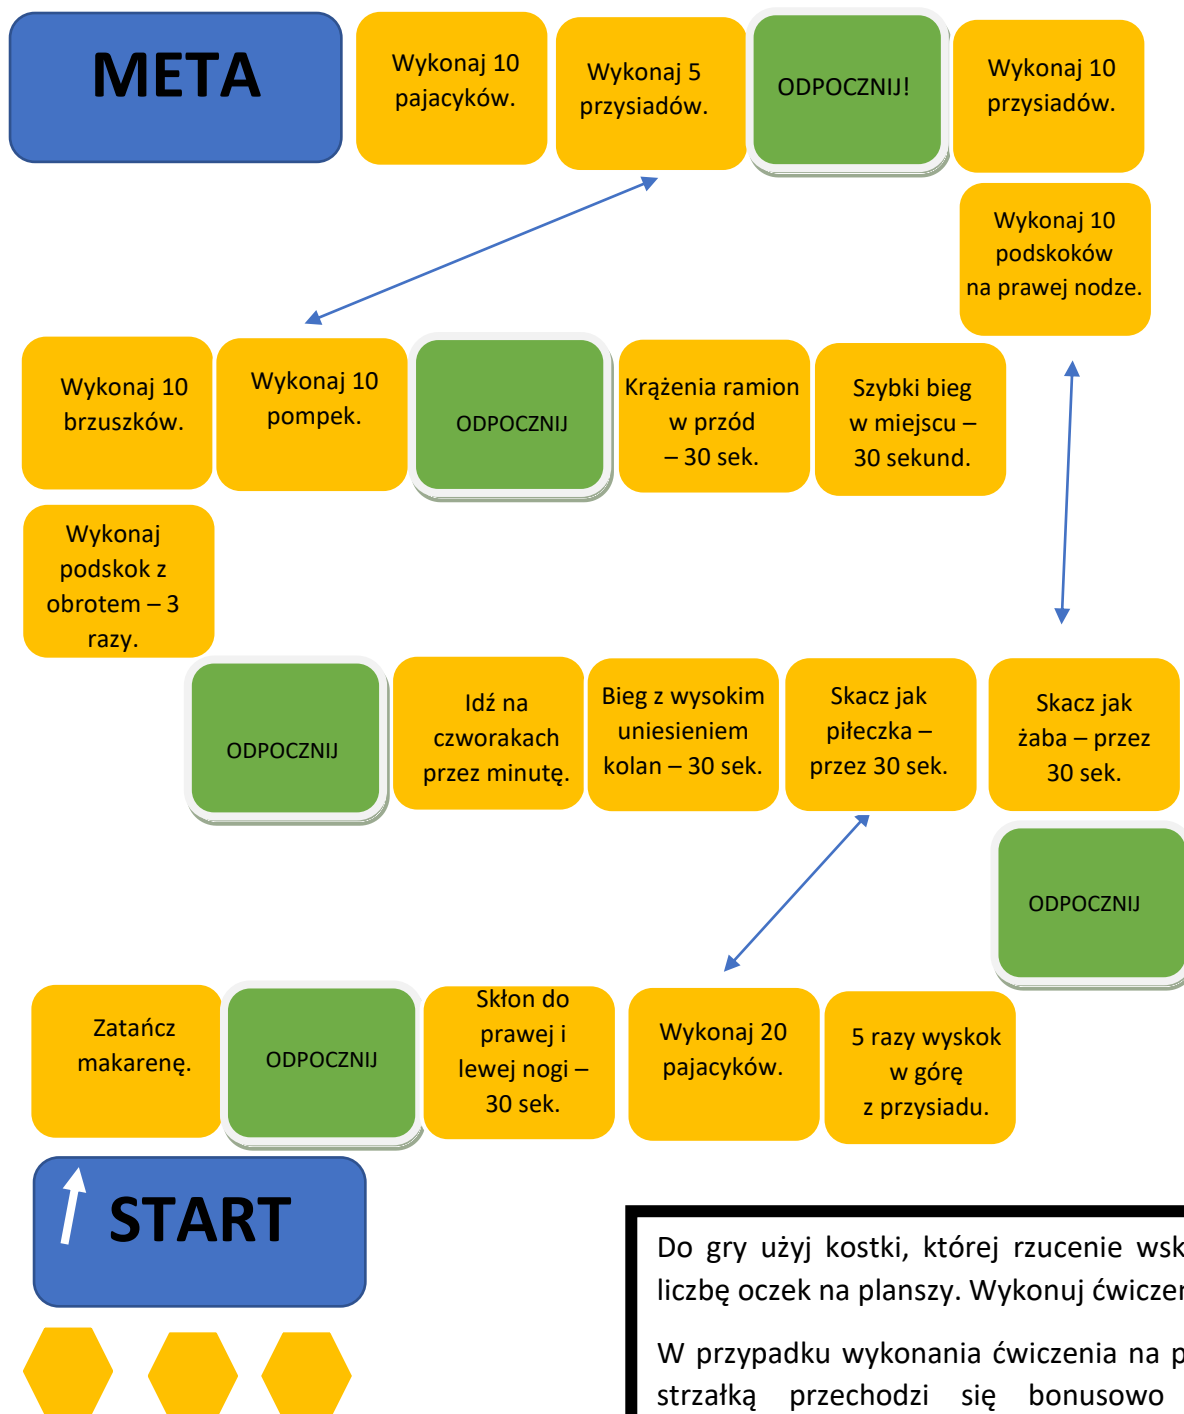 META
Wykonaj 10
pajacyków.
Wykonaj 5
przysiadów.
ODPOCZNIJ!
Wykonaj 10
przysiadów.
Wykonaj 10
podskoków
na prawej nodze.
Wykonaj 10
brzuszków.
Wykonaj 10
pompek.
ODPOCZNIJ
Krążenia ramion
w przód
– 30 sek.
Szybki bieg
w miejscu –
30 sekund.
Wykonaj
podskok z
obrotem – 3
razy.
ODPOCZNIJ
Idź na
czworakach
przez minutę.
Bieg z wysokim
uniesieniem
kolan – 30 sek.
Skacz jak
piłeczka –
przez 30 sek.
Skacz jak
żaba – przez
30 sek.
ODPOCZNIJ
Zatańcz
makarenę.
ODPOCZNIJ
Skłon do
prawej i
lewej nogi –
30 sek.
Wykonaj 20
pajacyków.
5 razy wyskok
w górę
z przysiadu.
START
Do gry użyj kostki, której rzucenie
liczbę oczek na planszy. Wykonuj
W przypadku wykonania ćwiczenia na
strzałką przechodzi się bonusowo